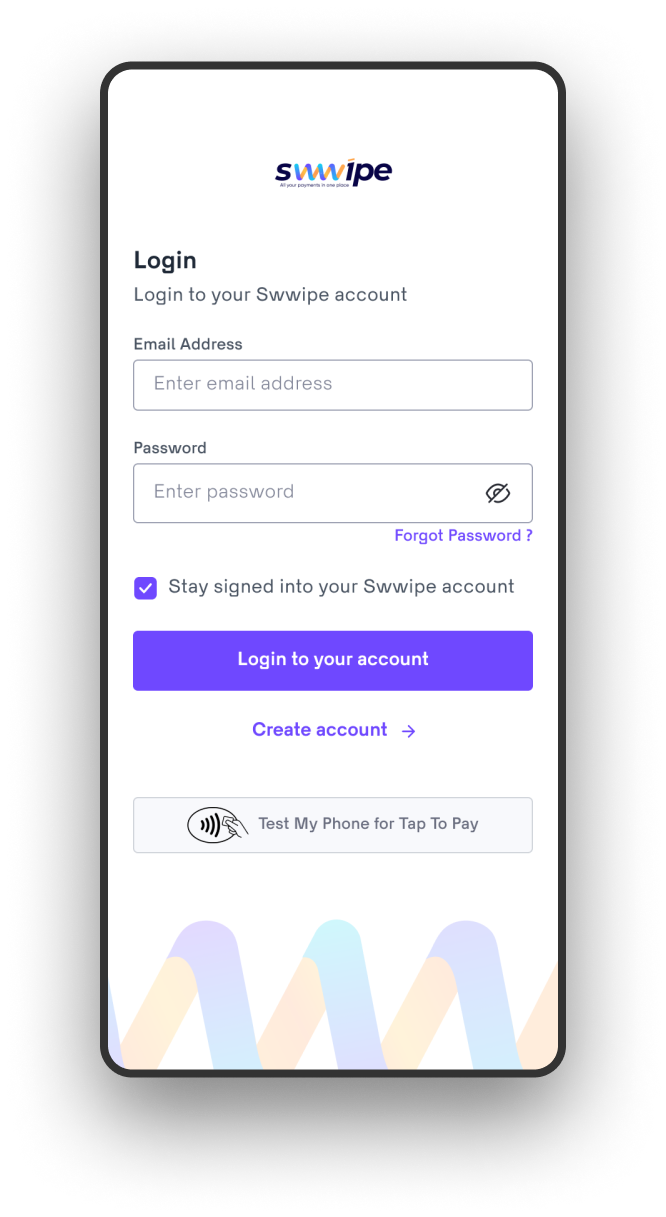 swwipe
All your payments in one place
Login
Login to your Swwipe account
Email Address
Enter email address
Password
Enter password
Forgot Password ?
Stay signed into your Swwipe account
Login to your account
Create account →
Test My Phone for Tap To Pay